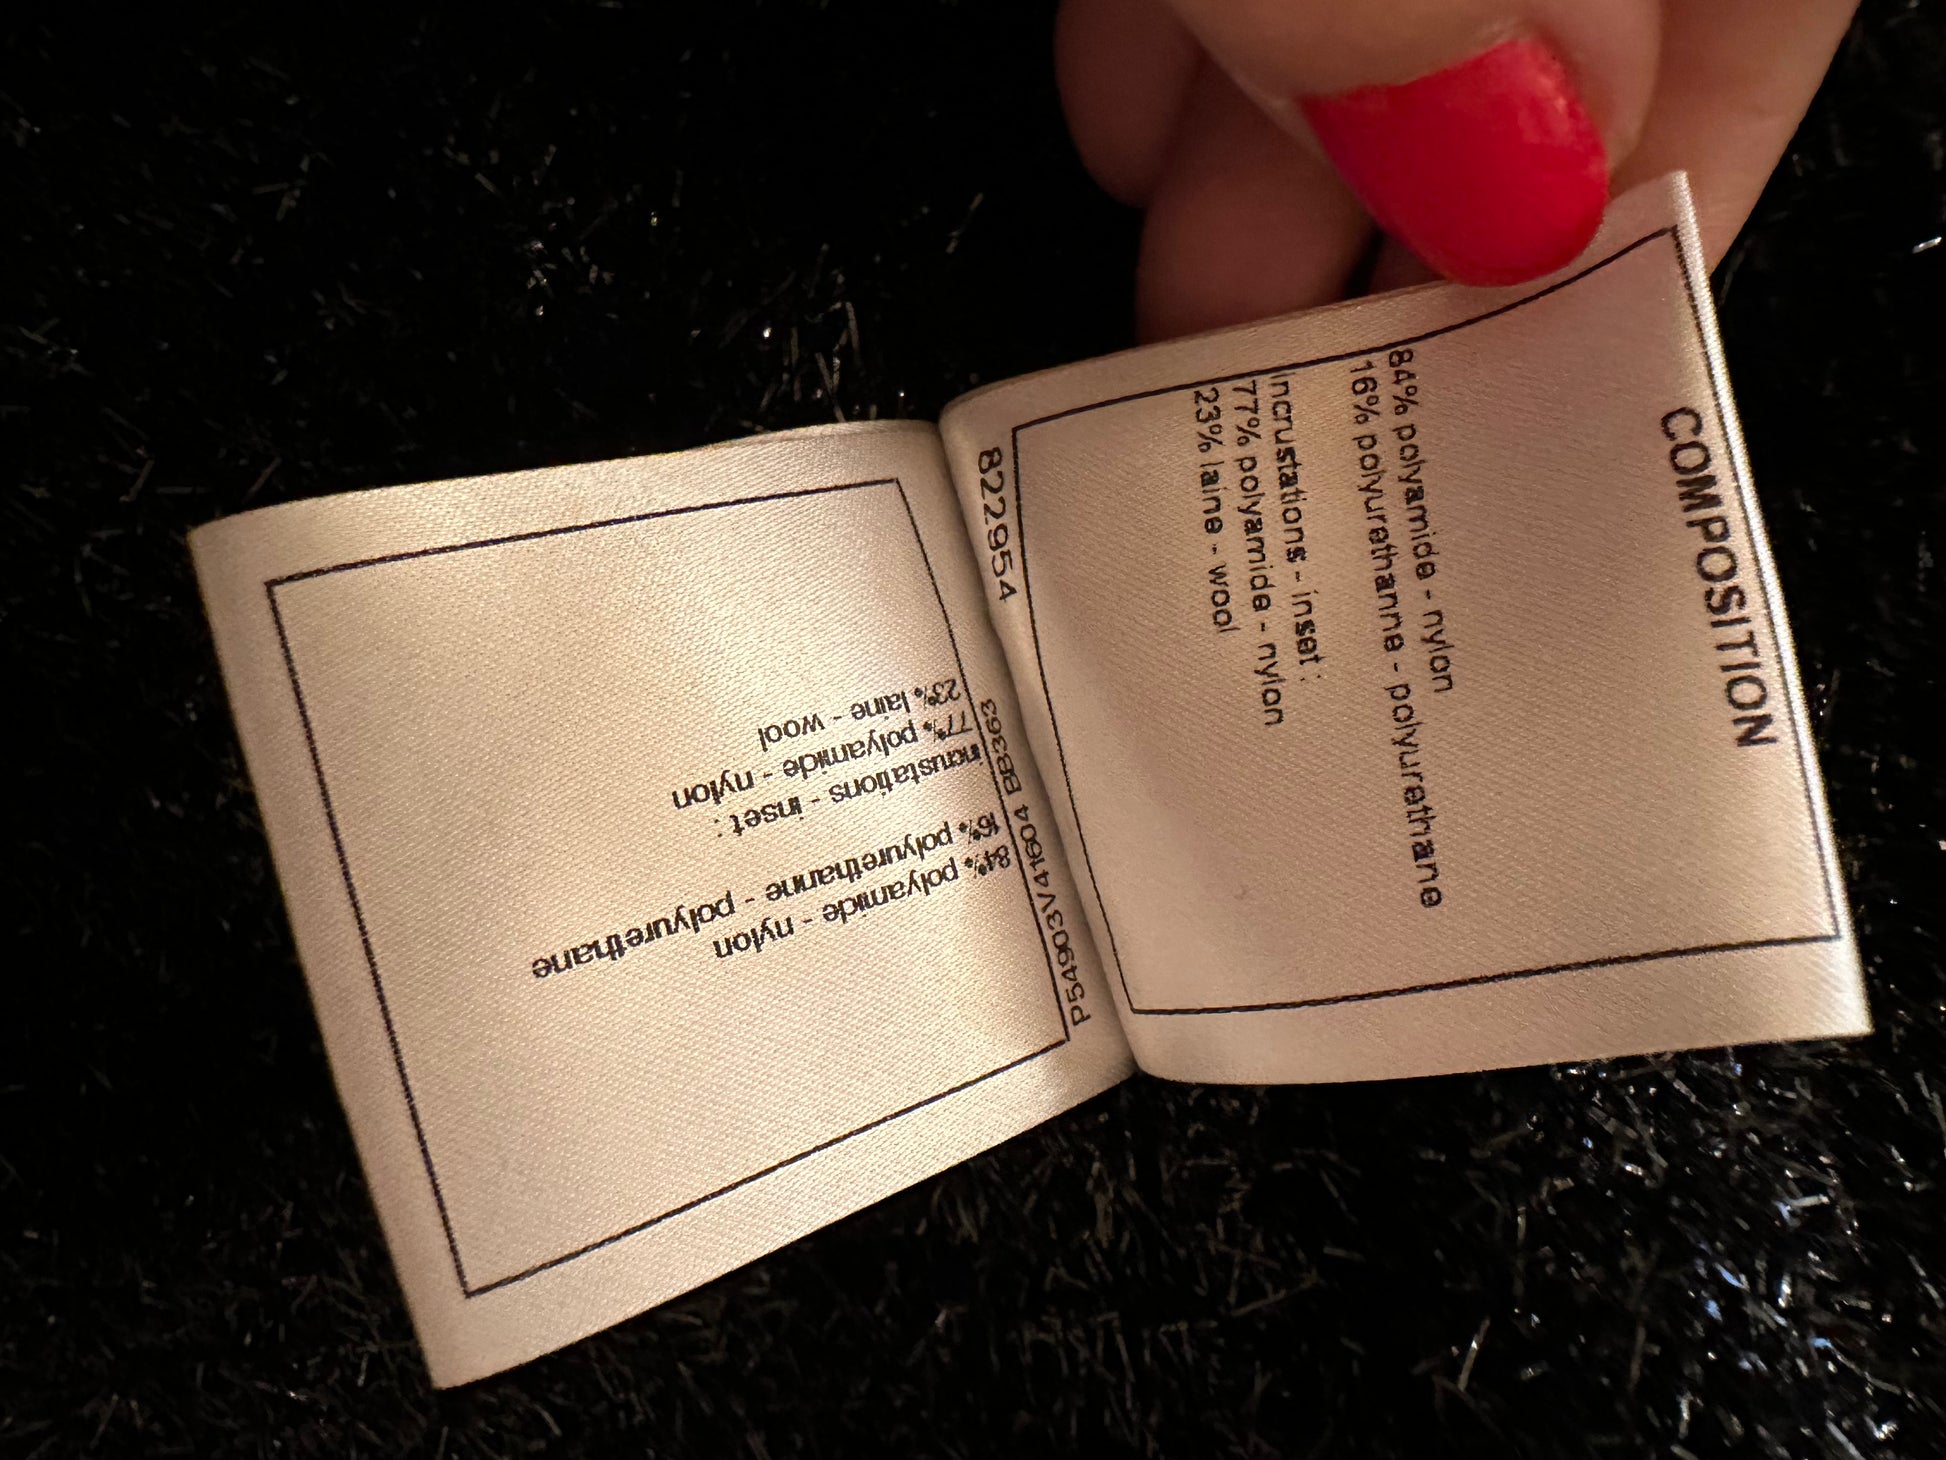 COMPOSITION
84% polyamide - nylon
16% polyurethanne - polyurethane
incrustations - inset :
77% polyamide - nylon
23% laine - wool
822954
P54903V41604 BB363
84% polyamide - nylon
16% polyurethanne - polyurethane
incrustations - inset :
77% polyamide - nylon
23% laine - wool